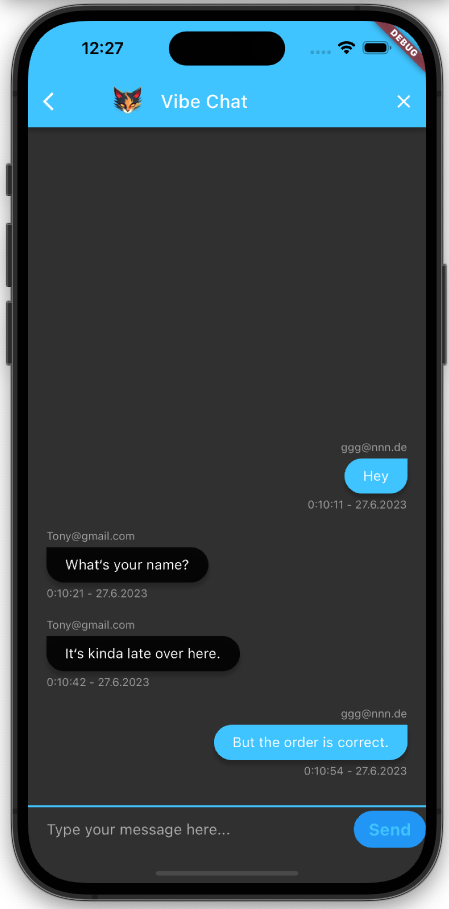 12:27
DEBUG
Vibe Chat
ggg@nnn.de
Hey
0:10:11 - 27.6.2023
Tony@gmail.com
What's your name?
0:10:21 - 27.6.2023
Tony@gmail.com
It's kinda late over here.
0:10:42 - 27.6.2023
ggg@nnn.de
But the order is correct.
0:10:54 - 27.6.2023
Type your message here...
Send